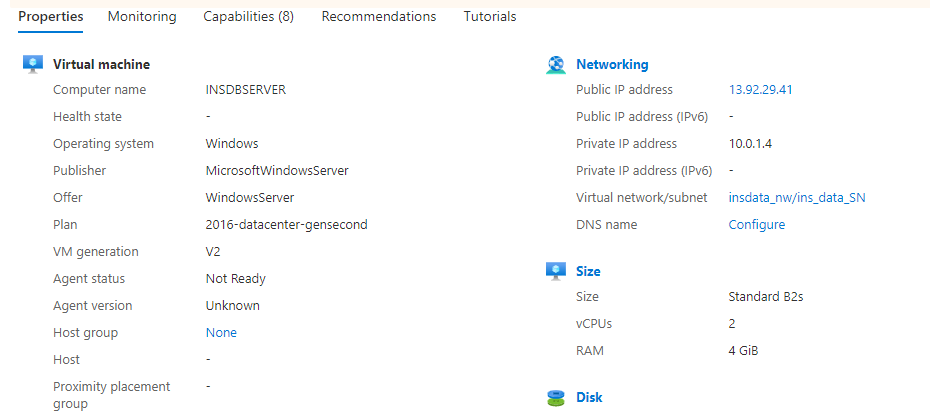 Properties Monitoring Capabilities (8) Recommendations Tutorials
Virtual machine
Computer name INSDBSERVER
Health state -
Operating system Windows
Publisher MicrosoftWindowsServer
Offer WindowsServer
Plan 2016-datacenter-gensecond
VM generation V2
Agent status Not Ready
Agent version Unknown
Host group None
Host -
Proximity placement -
group
Networking
Public IP address 13.92.29.41
Public IP address (IPv6) -
Private IP address 10.0.1.4
Private IP address (IPv6) -
Virtual network/subnet insdata_nw/ins_data_SN
DNS name Configure
Size
Size Standard B2s
vCPUs 2
RAM 4 GiB
Disk